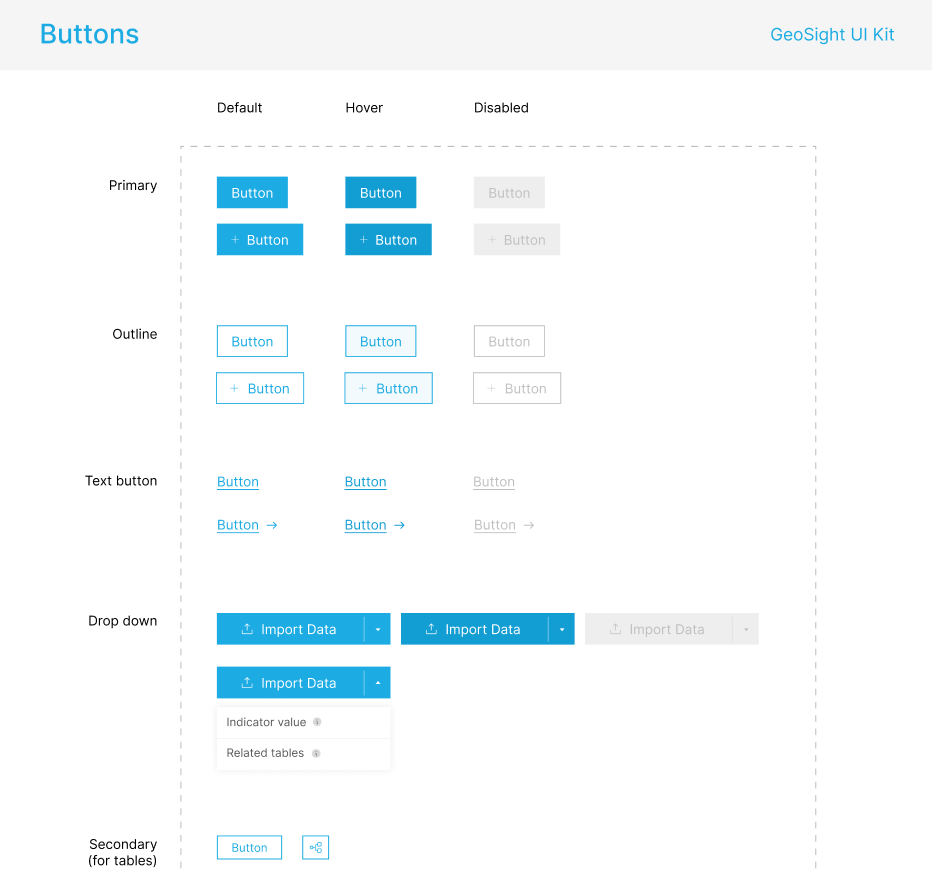 Buttons
GeoSight UI Kit
Default Hover Disabled
Primary
Button Button Button
+ Button + Button + Button
Outline
Button Button Button
+ Button + Button + Button
Text button
Button Button Button
Button → Button → Button →
Drop down
Import Data Import Data Import Data
Import Data
Indicator value
Related tables
Secondary
(for tables)
Button